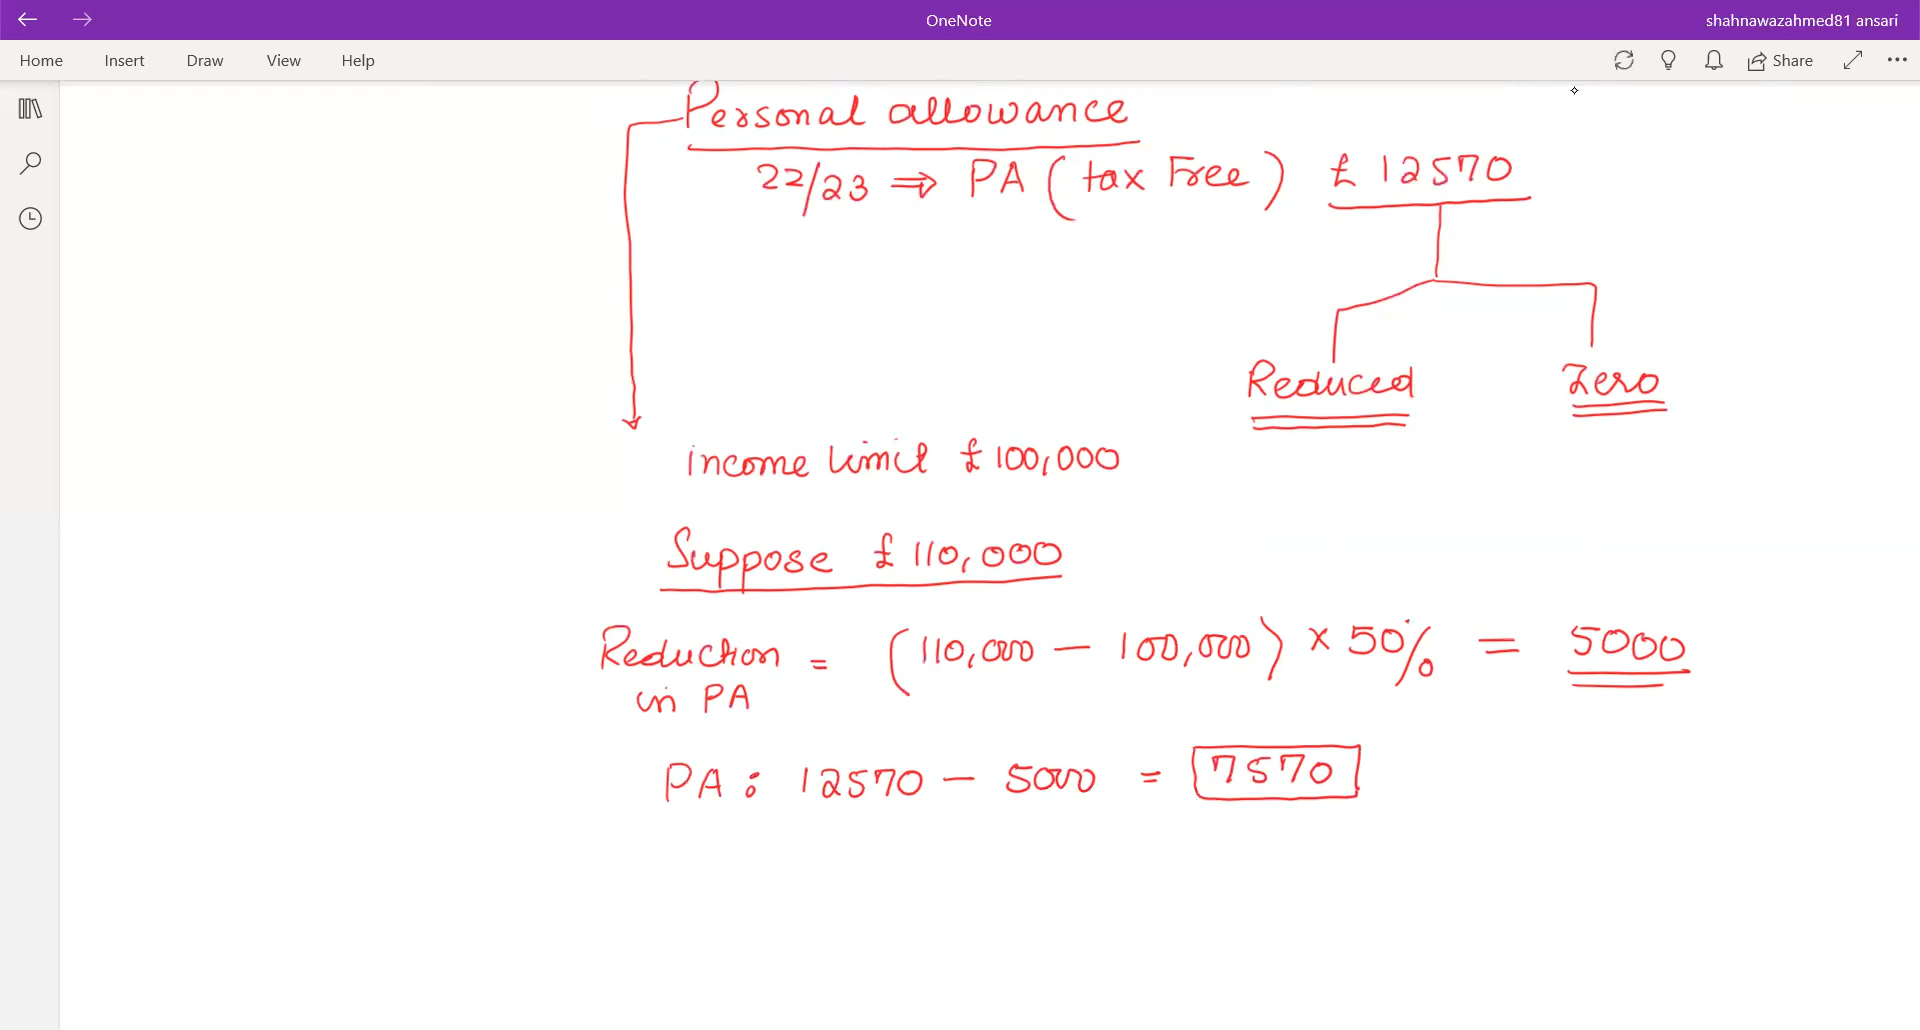 OneNote
shahnawazahmed81 ansari
Home Insert Draw View Help
Share
Personal allowance
22/23 ⇒ PA (tax Free) £ 12570
Reduced Zero
income limit £ 100,000
Suppose £ 110,000
Reduction in PA = (110,000 – 100,000) × 50% = 5000
PA : 12570 – 5000 = 7570